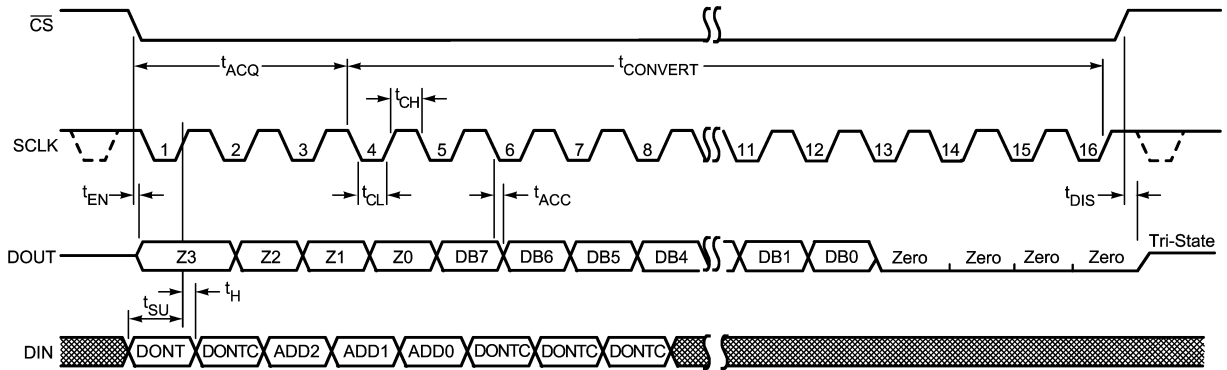 CS
tACQ
tCONVERT
tCH
SCLK
1 2 3 4 5 6 7 8 11 12 13 14 15 16
tEN
tCL
tACC
tDIS
Tri-State
DOUT
Z3 Z2 Z1 Z0 DB7 DB6 DB5 DB4 DB1 DB0 Zero Zero Zero Zero
tSU
tH
DIN
DONT DONTC ADD2 ADD1 ADD0 DONTC DONTC DONTC